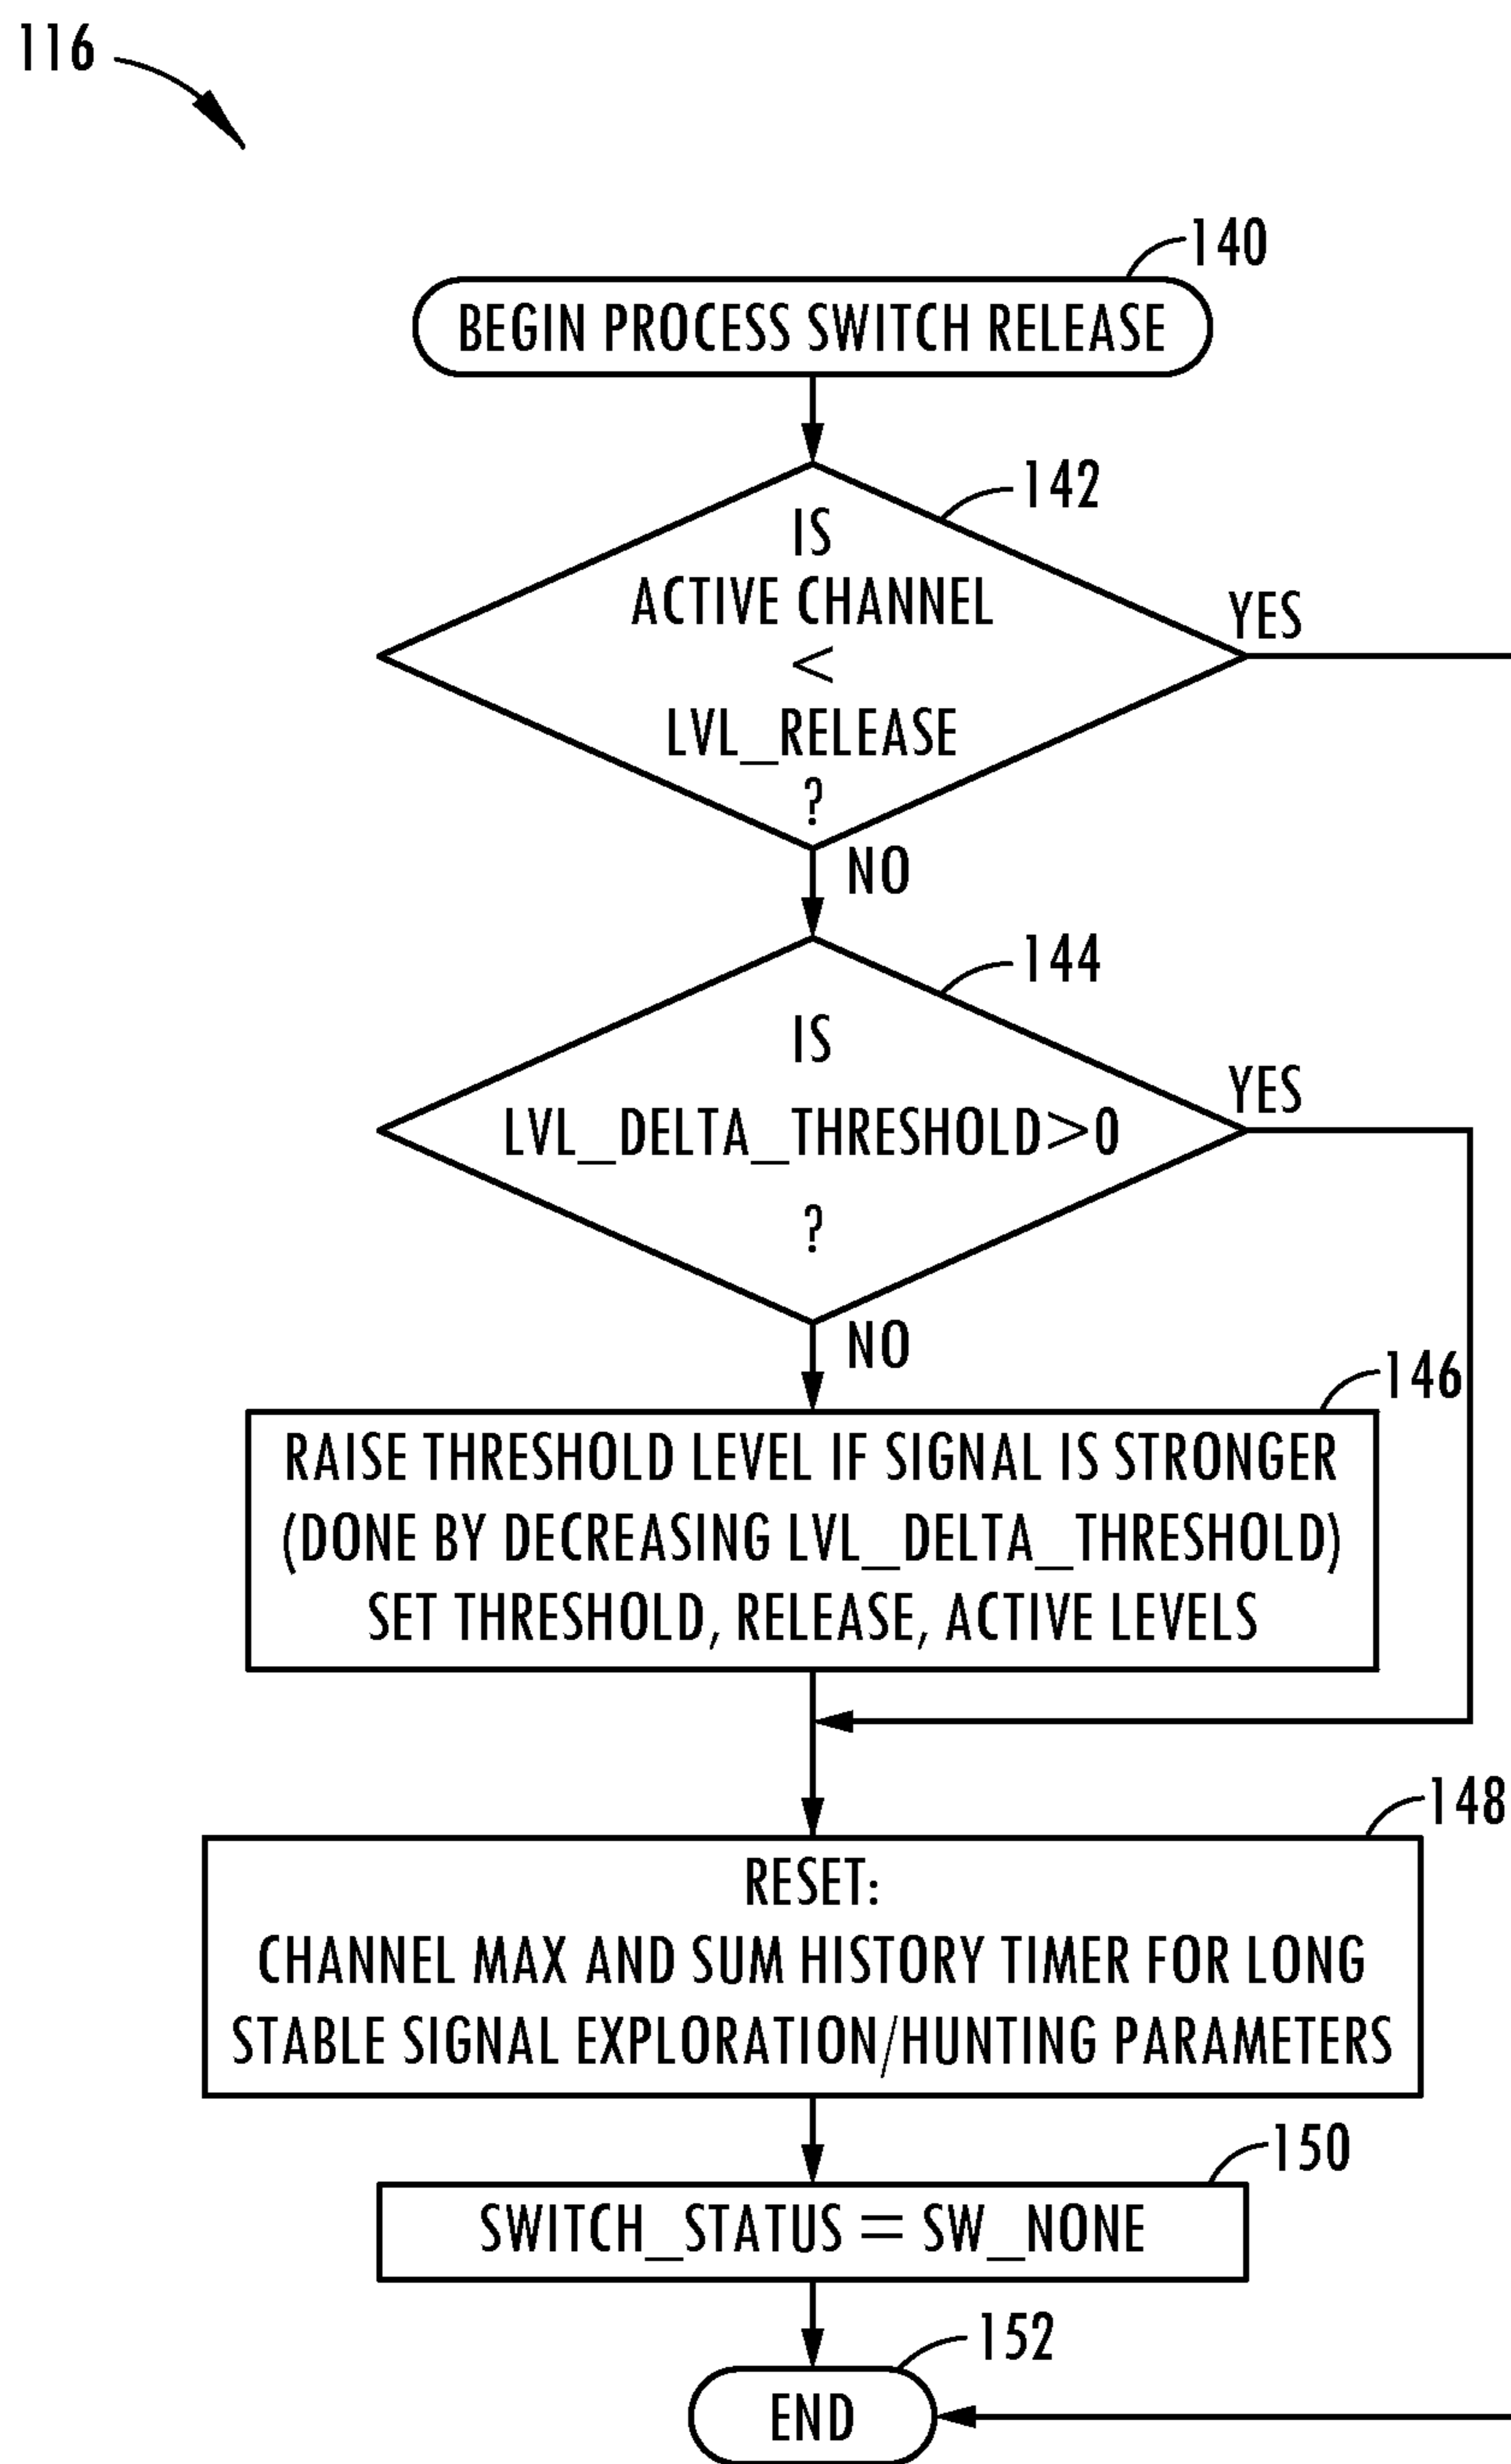 116
140
BEGIN PROCESS SWITCH RELEASE
142
IS
ACTIVE CHANNEL
<
LVL_RELEASE
?
YES
NO
144
IS
LVL_DELTA_THRESHOLD>0
?
YES
NO
146
RAISE THRESHOLD LEVEL IF SIGNAL IS STRONGER
(DONE BY DECREASING LVL_DELTA_THRESHOLD)
SET THRESHOLD, RELEASE, ACTIVE LEVELS
148
RESET:
CHANNEL MAX AND SUM HISTORY TIMER FOR LONG
STABLE SIGNAL EXPLORATION/HUNTING PARAMETERS
150
SWITCH_STATUS = SW_NONE
152
END